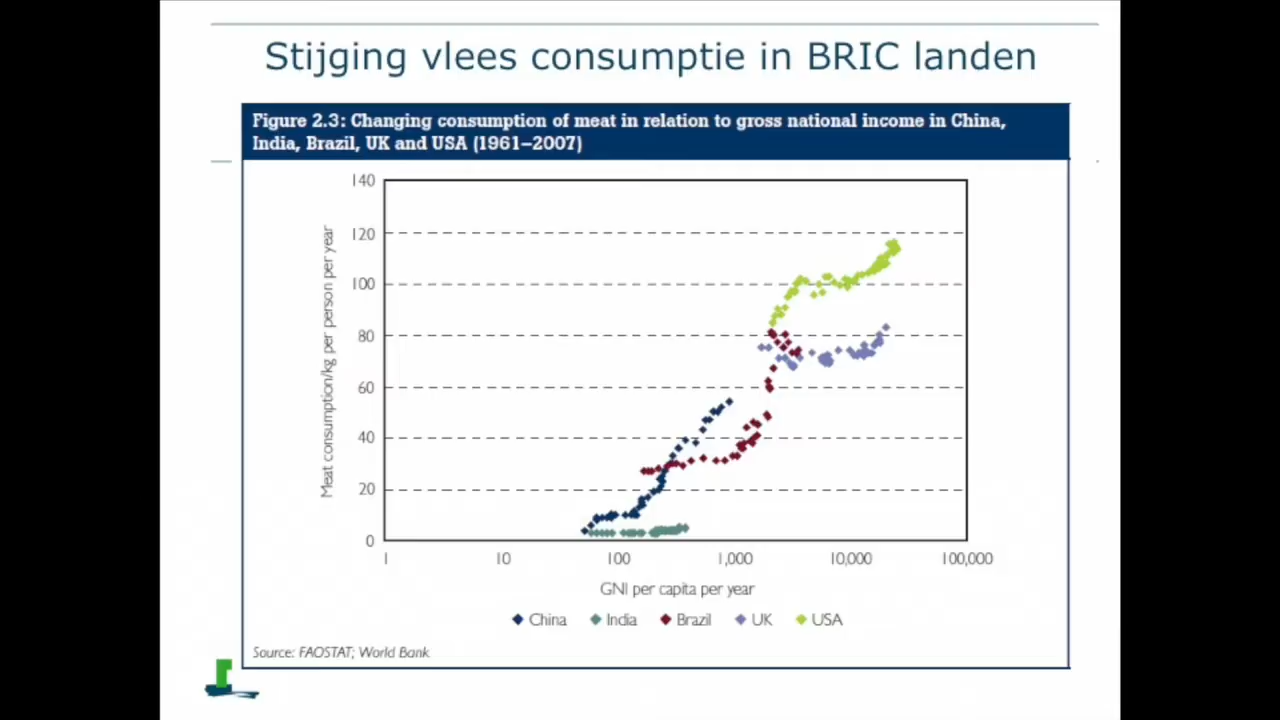 Stijging vlees consumptie in BRIC landen
Figure 2.3: Changing consumption of meat in relation to gross national income in China,
India, Brazil, UK and USA (1961–2007)
Meat consumption/kg per person per year
140
120
100
80
60
40
20
0
1 10 100 1,000 10,000 100,000
GNI per capita per year
China India Brazil UK USA
Source: FAOSTAT; World Bank